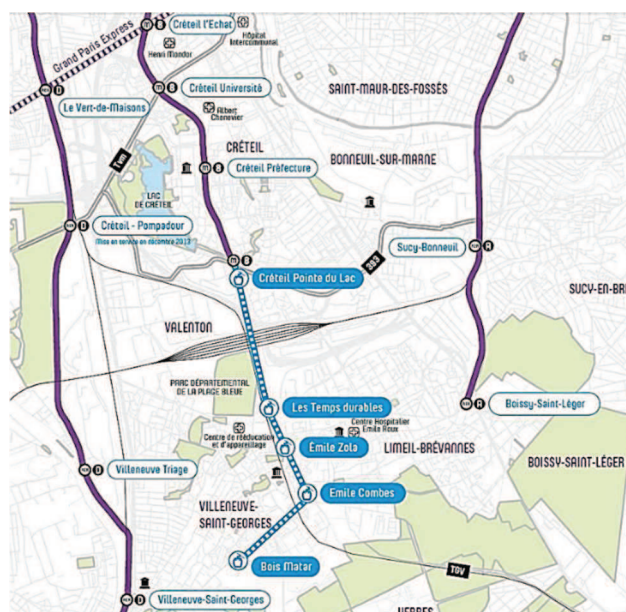 Créteil l'Echat
Hôpital
Intercommunal
Grand Paris Express
Henri Mondor
Créteil Université
SAINT-MAUR-DES-FOSSÉS
Le Vert-de-Maisons
Albert
Chenevier
Tvm
CRÉTEIL
BONNEUIL-SUR-MARNE
Créteil Préfecture
LAC
DE CRÉTEIL
Créteil - Pompadour
Mise en service en décembre 2013
Sucy-Bonneuil
393
Créteil Pointe du Lac
SUCY-EN-BR
VALENTON
PARC DÉPARTEMENTAL
DE LA PLAGE BLEUE
Les Temps durables
Boissy-Saint-Léger
Centre Hospitalier
Emile Roux
Centre de rééducation
et d'appareillage
Émile Zola
LIMEIL-BRÉVANNES
BOISSY-SAINT-LÉGER
Villeneuve Triage
Emile Combes
VILLENEUVE-
SAINT-GEORGES
Bois Matar
TGV
Villeneuve-Saint-Georges